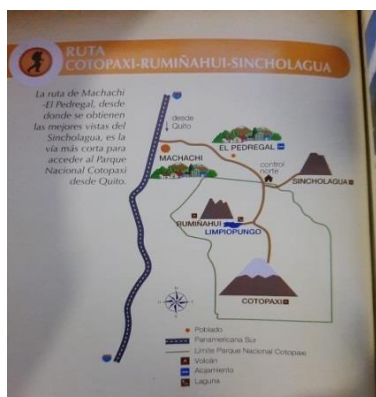 RUTA
COTOPAXI-RUMIÑAHUI-SINCHOLAGUA
La ruta de Machachi
-El Pedregal, desde
donde se obtienen
las mejores vistas del
Sincholagua, es la
vía más corta para
acceder al Parque
Nacional Cotopaxi
desde Quito.
desde
Quito
EL PEDREGAL
MACHACHI
control
norte
SINCHOLAGUA
RUMIÑAHUI
LIMPIOPUNGO
COTOPAXI
Poblado
Panamericana Sur
Límite Parque Nacional Cotopaxi
Volcán
Alojamiento
Laguna